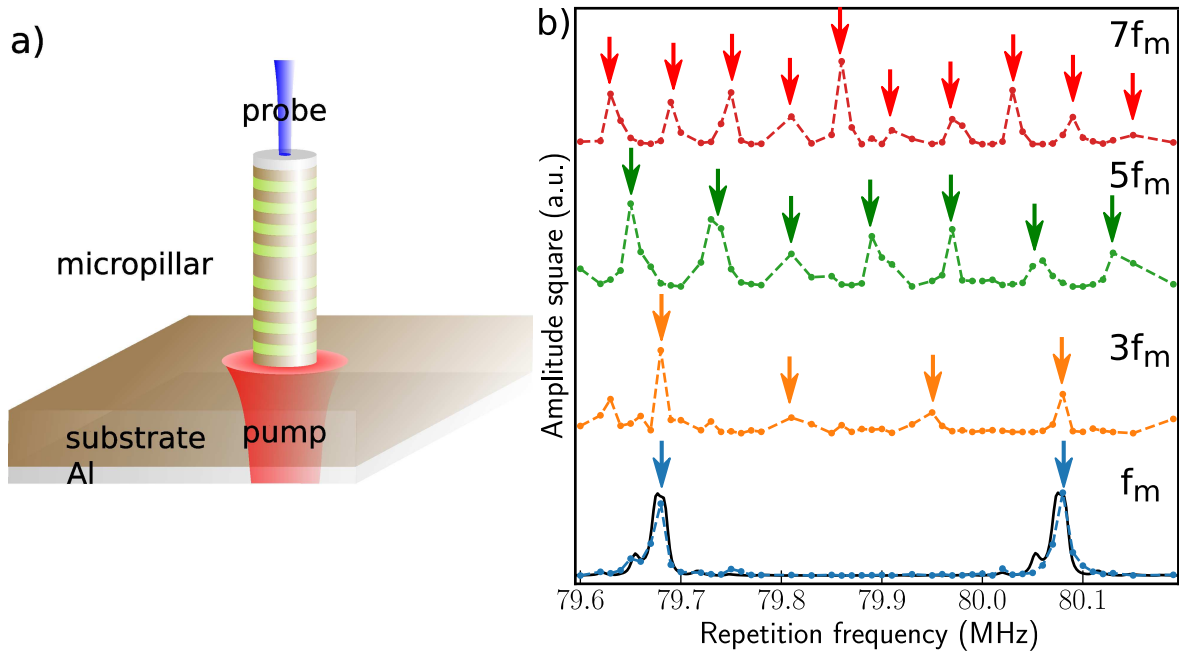 a)
probe
micropillar
substrate
pump
Al
b)
Amplitude square (a.u.)
7fₘ
5fₘ
3fₘ
fₘ
79.6 79.7 79.8 79.9 80.0 80.1
Repetition frequency (MHz)